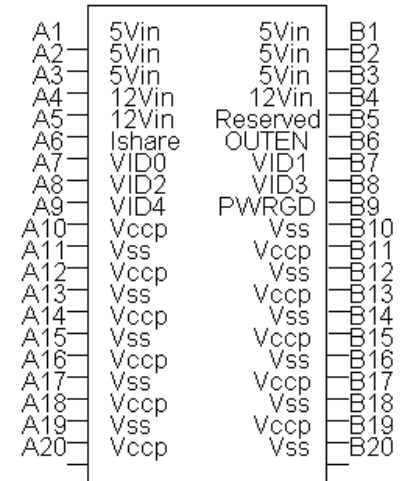 A1 5Vin 5Vin B1
A2 5Vin 5Vin B2
A3 5Vin 5Vin B3
A4 12Vin 12Vin B4
A5 12Vin Reserved B5
A6 Ishare OUTEN B6
A7 VID0 VID1 B7
A8 VID2 VID3 B8
A9 VID4 PWRGD B9
A10 Vccp Vss B10
A11 Vss Vccp B11
A12 Vccp Vss B12
A13 Vss Vccp B13
A14 Vccp Vss B14
A15 Vss Vccp B15
A16 Vccp Vss B16
A17 Vss Vccp B17
A18 Vccp Vss B18
A19 Vss Vccp B19
A20 Vccp Vss B20